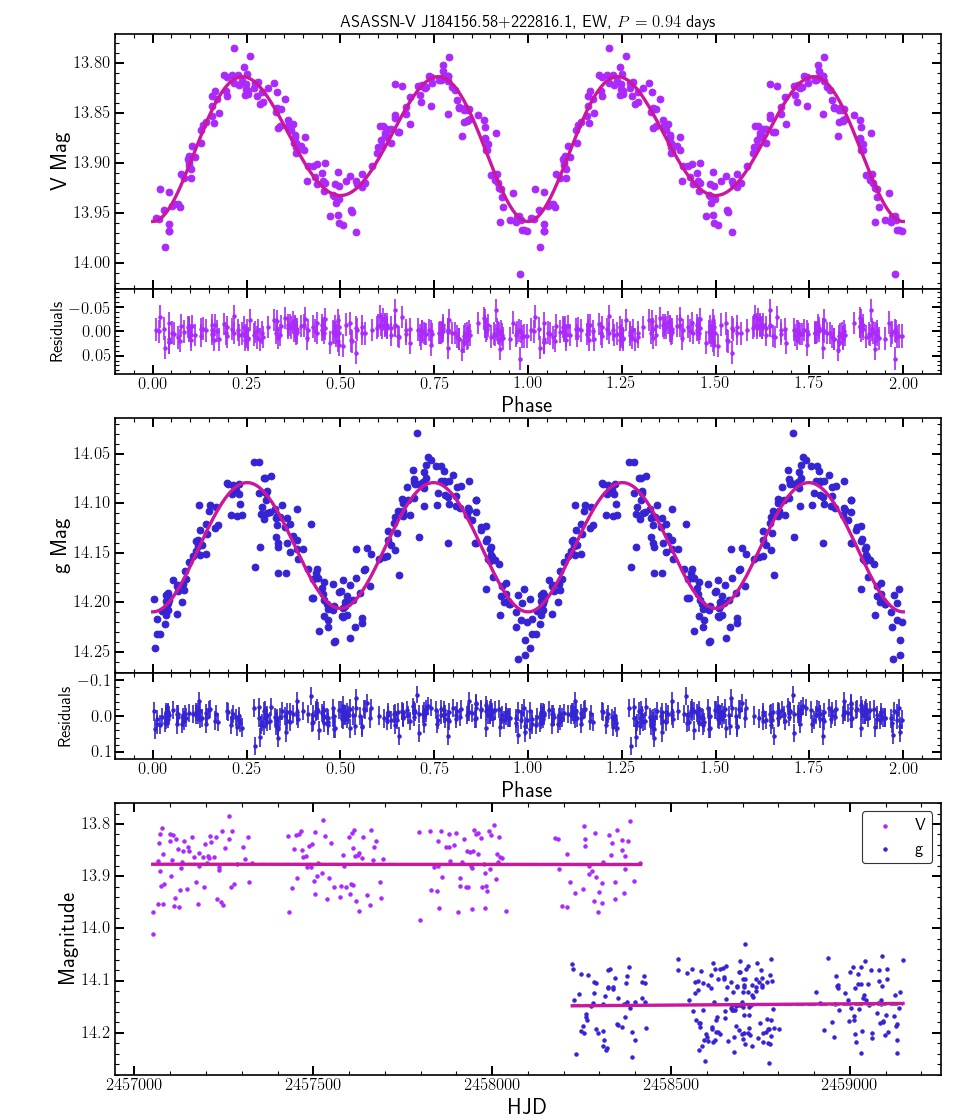 ASASSN-V J184156.58+222816.1, EW, P = 0.94 days
13.80
13.85
13.90
13.95
14.00
V Mag
−0.05
0.00
0.05
Residuals
0.00 0.25 0.50 0.75 1.00 1.25 1.50 1.75 2.00
Phase
14.05
14.10
14.15
14.20
14.25
g Mag
−0.1
0.0
0.1
Residuals
0.00 0.25 0.50 0.75 1.00 1.25 1.50 1.75 2.00
Phase
V
g
13.8
13.9
14.0
14.1
14.2
Magnitude
2457000 2457500 2458000 2458500 2459000
HJD